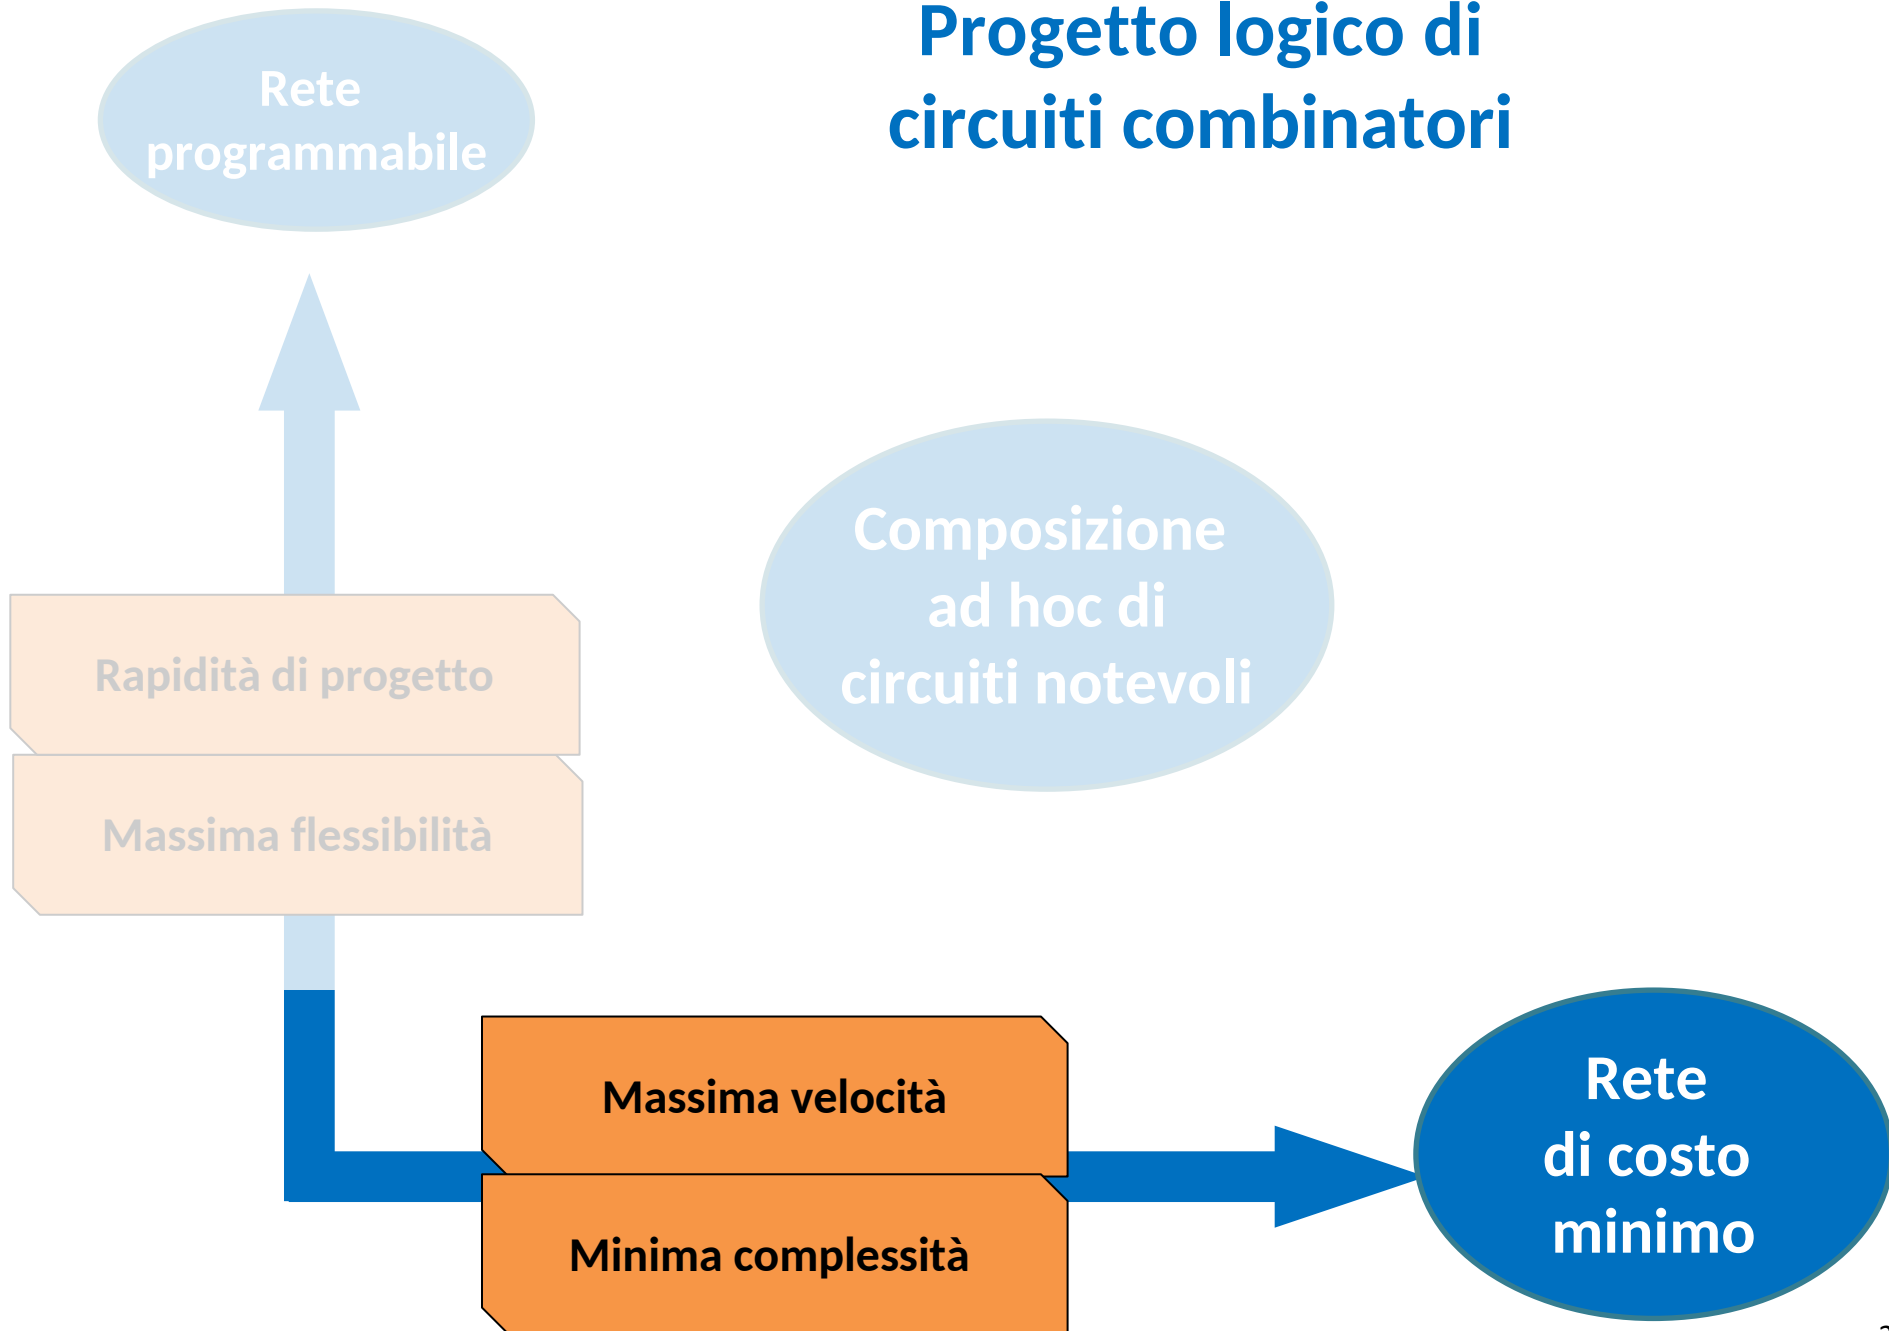 Progetto logico di
circuiti combinatori
Rete
programmabile
Composizione
ad hoc di
circuiti notevoli
Rapidità di progetto
Massima flessibilità
Massima velocità
Minima complessità
Rete
di costo
minimo